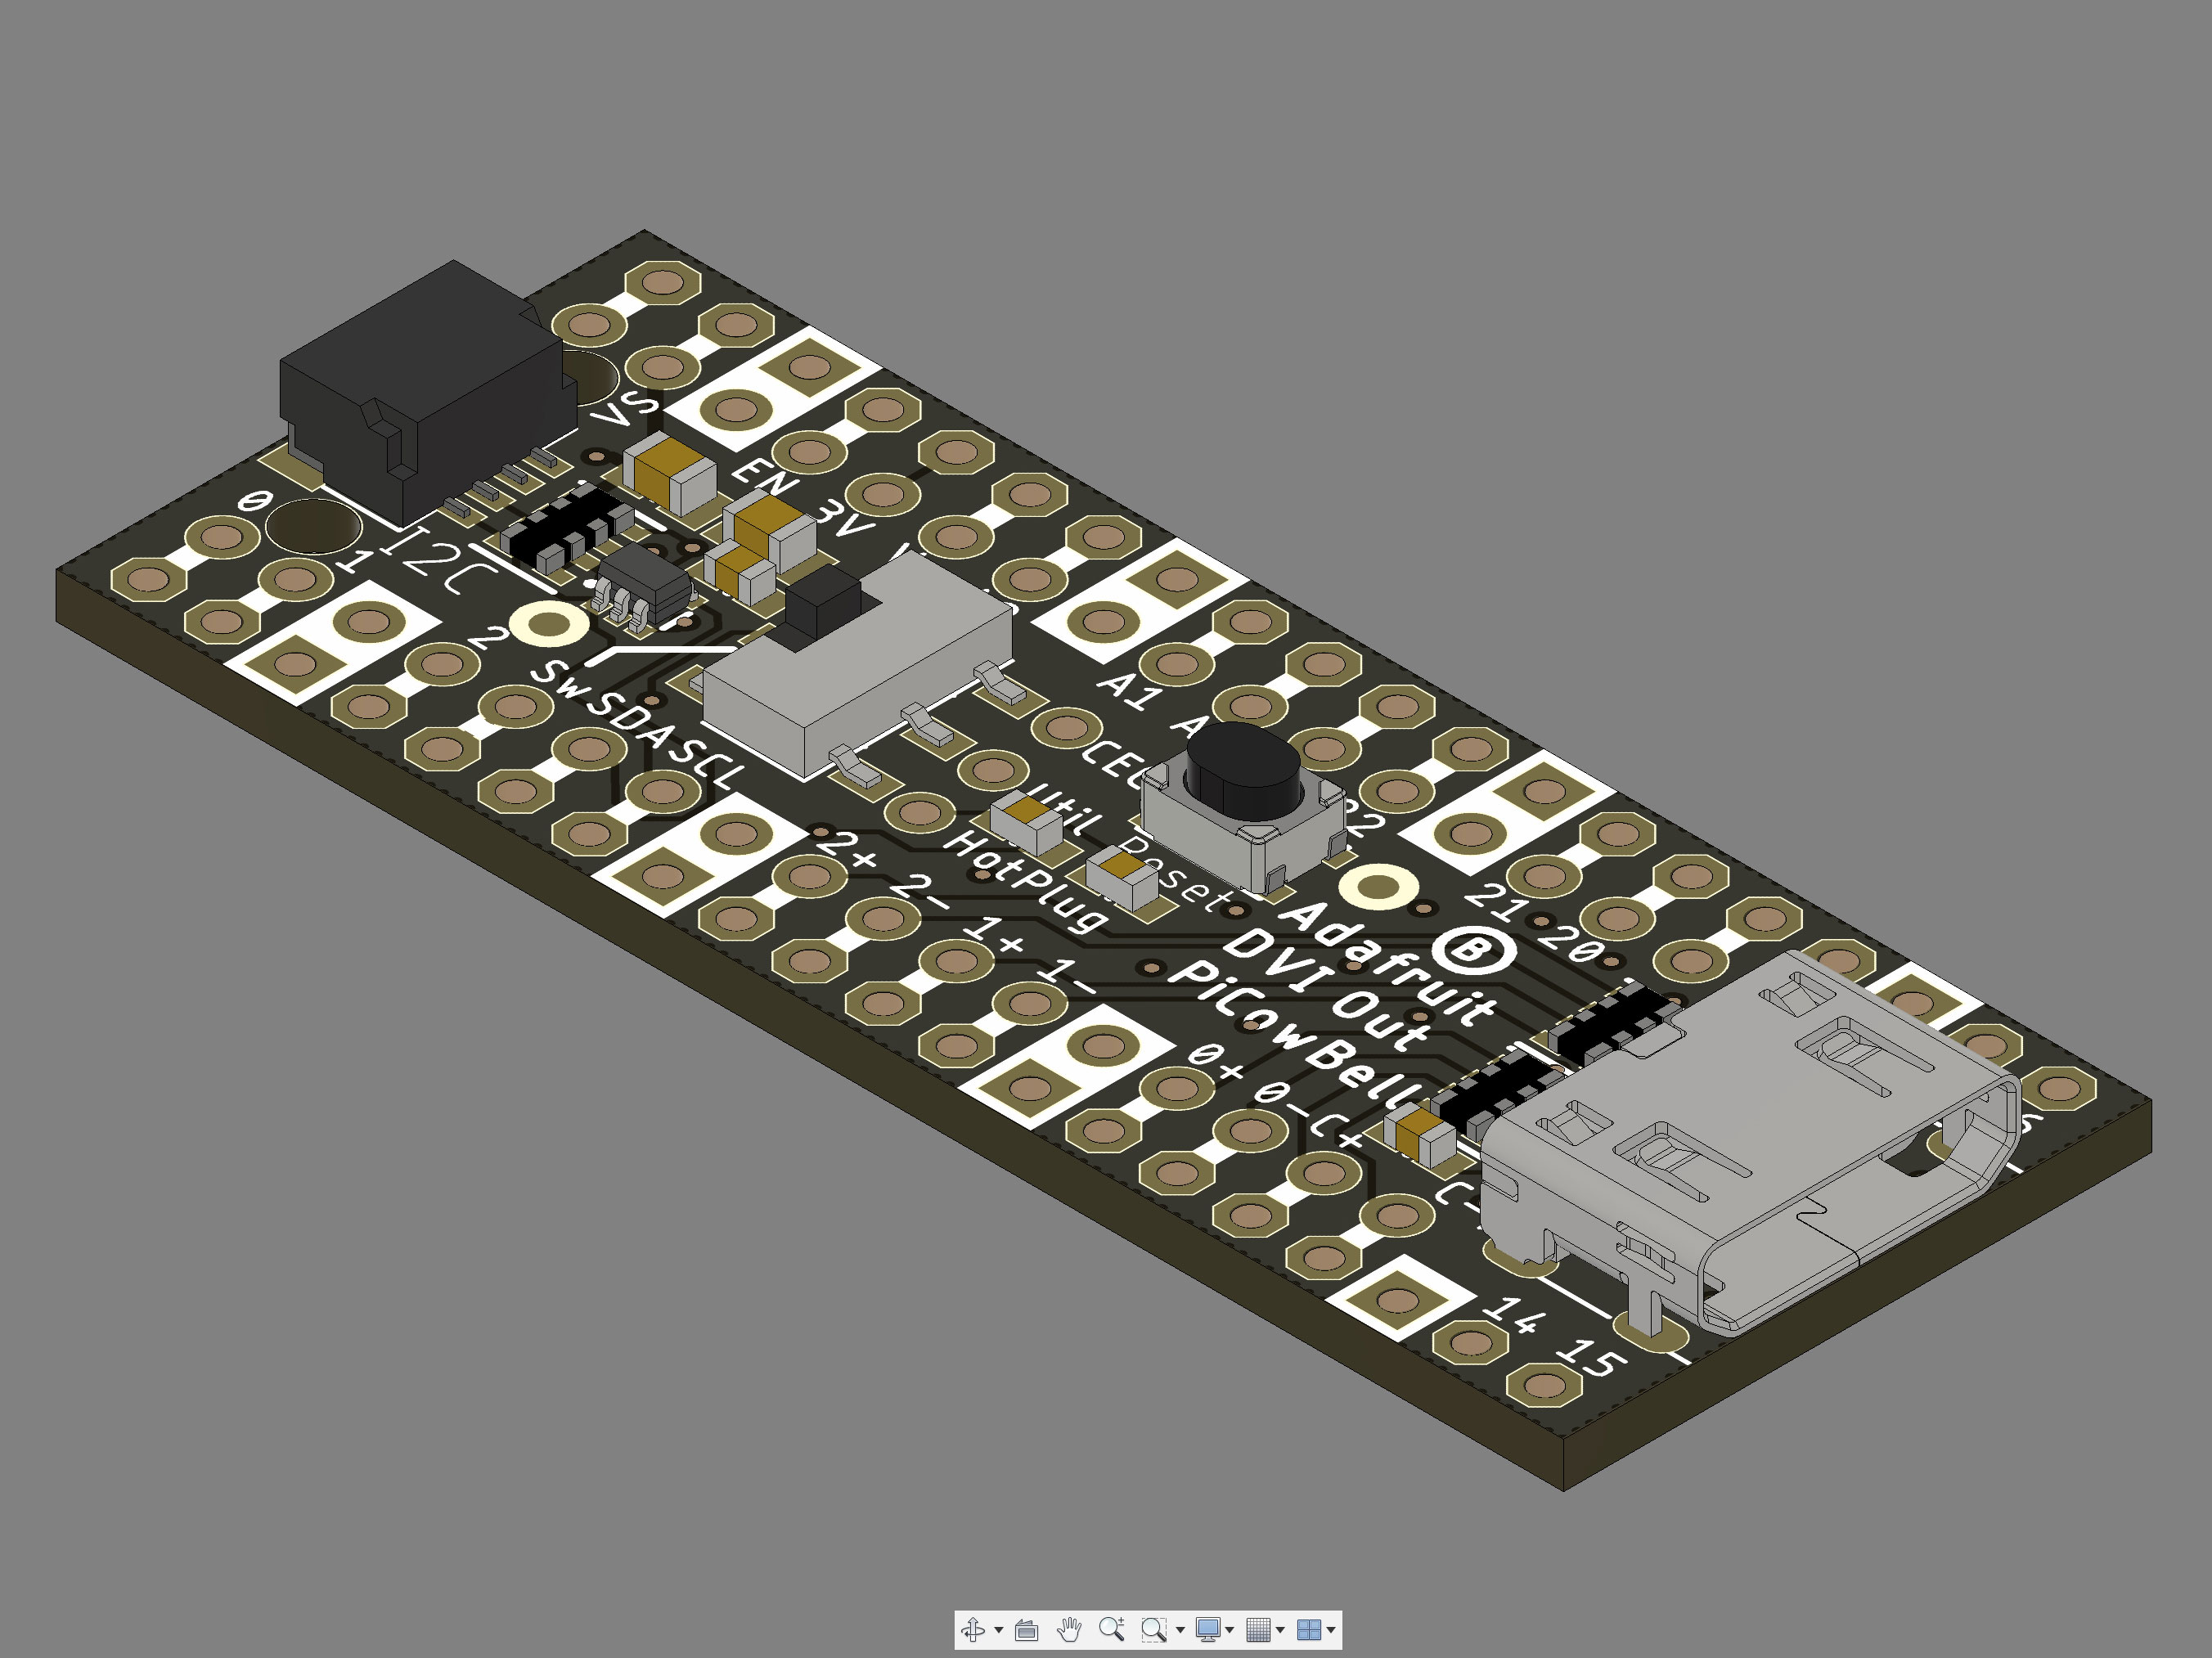 VS
EN
3V
0
1
I2C
2
Sw
SDA
SCL
A1
CEC
Util
HotPlug
Reset
2+
2-
1+
1-
21
20
Adafruit
B
DVI Out
PiCowBell
0+
0-
C+
C-
14
15